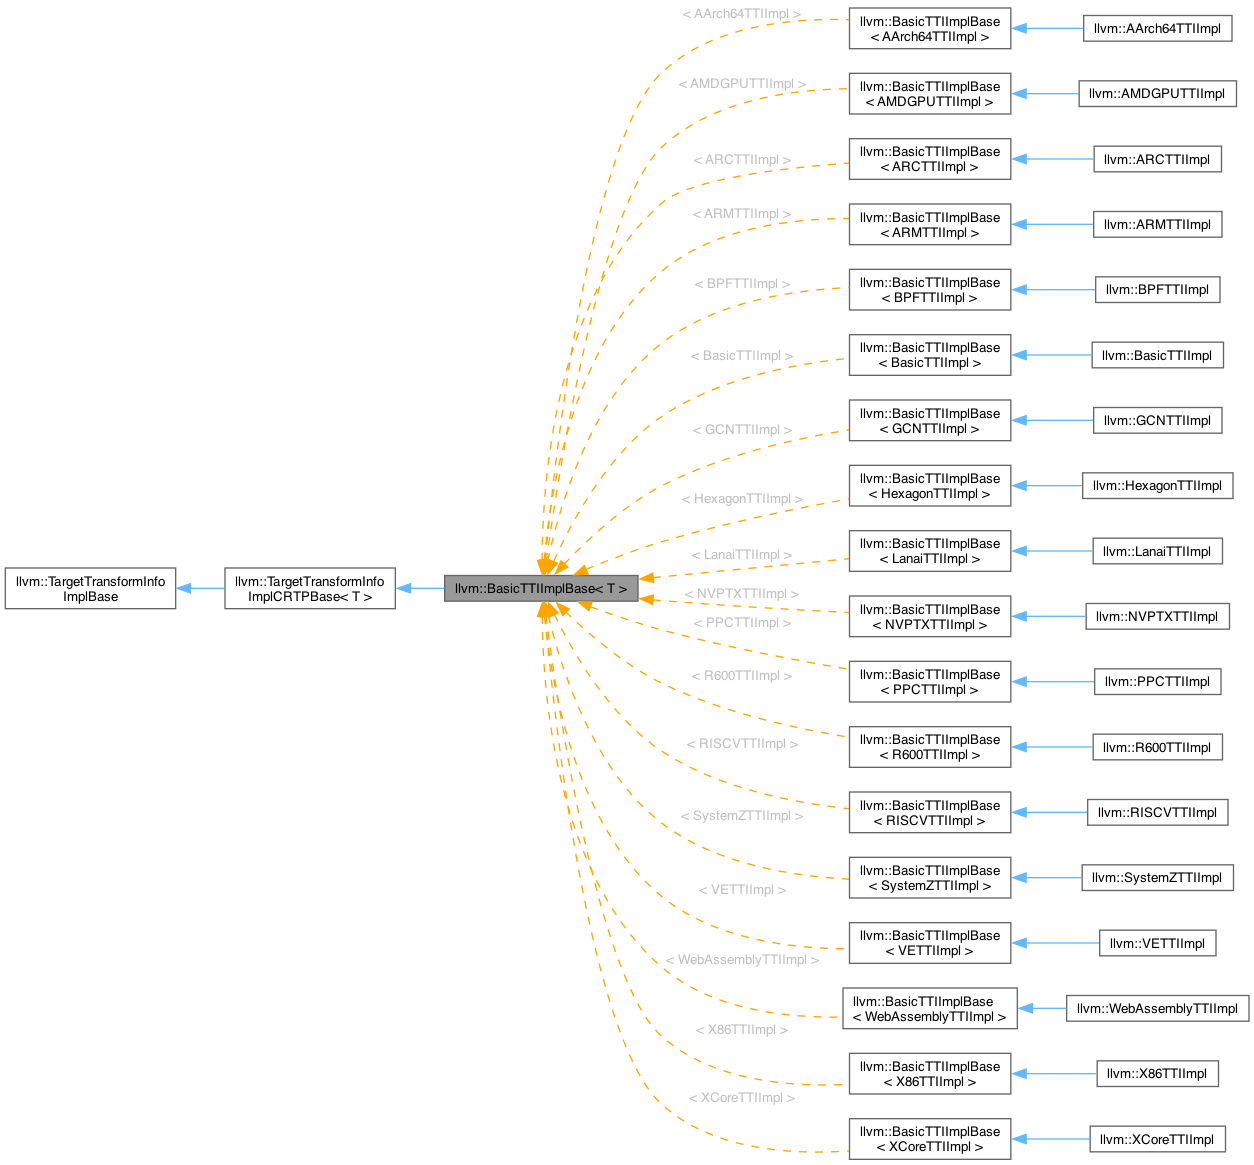 llvm::TargetTransformInfo
ImplBase
llvm::TargetTransformInfo
ImplCRTPBase< T >
llvm::BasicTTIImplBase< T >
< AArch64TTIImpl >
llvm::BasicTTIImplBase
< AArch64TTIImpl >
llvm::AArch64TTIImpl
< AMDGPUTTIImpl >
llvm::BasicTTIImplBase
< AMDGPUTTIImpl >
llvm::AMDGPUTTIImpl
< ARCTTIImpl >
llvm::BasicTTIImplBase
< ARCTTIImpl >
llvm::ARCTTIImpl
< ARMTTIImpl >
llvm::BasicTTIImplBase
< ARMTTIImpl >
llvm::ARMTTIImpl
< BPFTTIImpl >
llvm::BasicTTIImplBase
< BPFTTIImpl >
llvm::BPFTTIImpl
< BasicTTIImpl >
llvm::BasicTTIImplBase
< BasicTTIImpl >
llvm::BasicTTIImpl
< GCNTTIImpl >
llvm::BasicTTIImplBase
< GCNTTIImpl >
llvm::GCNTTIImpl
< HexagonTTIImpl >
llvm::BasicTTIImplBase
< HexagonTTIImpl >
llvm::HexagonTTIImpl
< LanaiTTIImpl >
llvm::BasicTTIImplBase
< LanaiTTIImpl >
llvm::LanaiTTIImpl
< NVPTXTTIImpl >
llvm::BasicTTIImplBase
< NVPTXTTIImpl >
llvm::NVPTXTTIImpl
< PPCTTIImpl >
llvm::BasicTTIImplBase
< PPCTTIImpl >
llvm::PPCTTIImpl
< R600TTIImpl >
llvm::BasicTTIImplBase
< R600TTIImpl >
llvm::R600TTIImpl
< RISCVTTIImpl >
llvm::BasicTTIImplBase
< RISCVTTIImpl >
llvm::RISCVTTIImpl
< SystemZTTIImpl >
llvm::BasicTTIImplBase
< SystemZTTIImpl >
llvm::SystemZTTIImpl
< VETTIImpl >
llvm::BasicTTIImplBase
< VETTIImpl >
llvm::VETTIImpl
< WebAssemblyTTIImpl >
llvm::BasicTTIImplBase
< WebAssemblyTTIImpl >
llvm::WebAssemblyTTIImpl
< X86TTIImpl >
llvm::BasicTTIImplBase
< X86TTIImpl >
llvm::X86TTIImpl
< XCoreTTIImpl >
llvm::BasicTTIImplBase
< XCoreTTIImpl >
llvm::XCoreTTIImpl